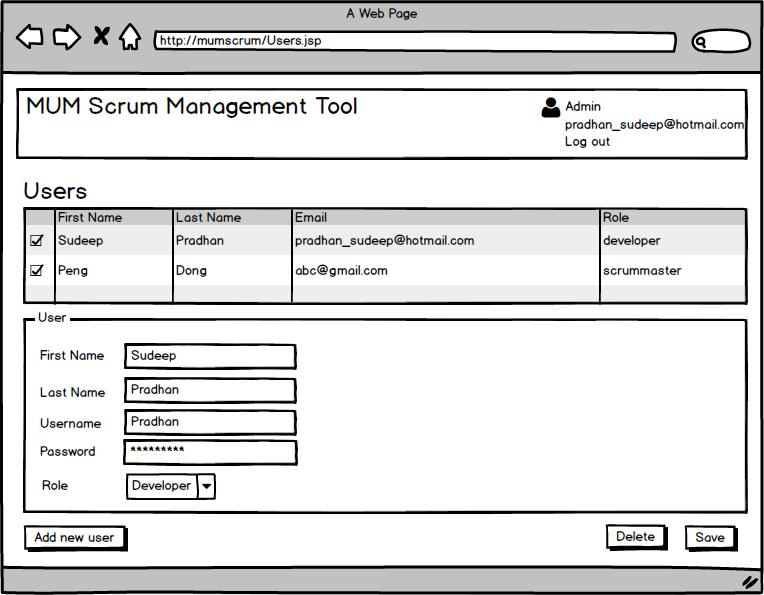 A Web Page
http://mumscrum/Users.jsp
MUM Scrum Management Tool
Admin
pradhan_sudeep@hotmail.com
Log out
Users
First Name Last Name Email Role
Sudeep Pradhan pradhan_sudeep@hotmail.com developer
Peng Dong abc@gmail.com scrummaster
User
First Name Sudeep
Last Name Pradhan
Username Pradhan
Password *********
Role Developer
Add new user Delete Save